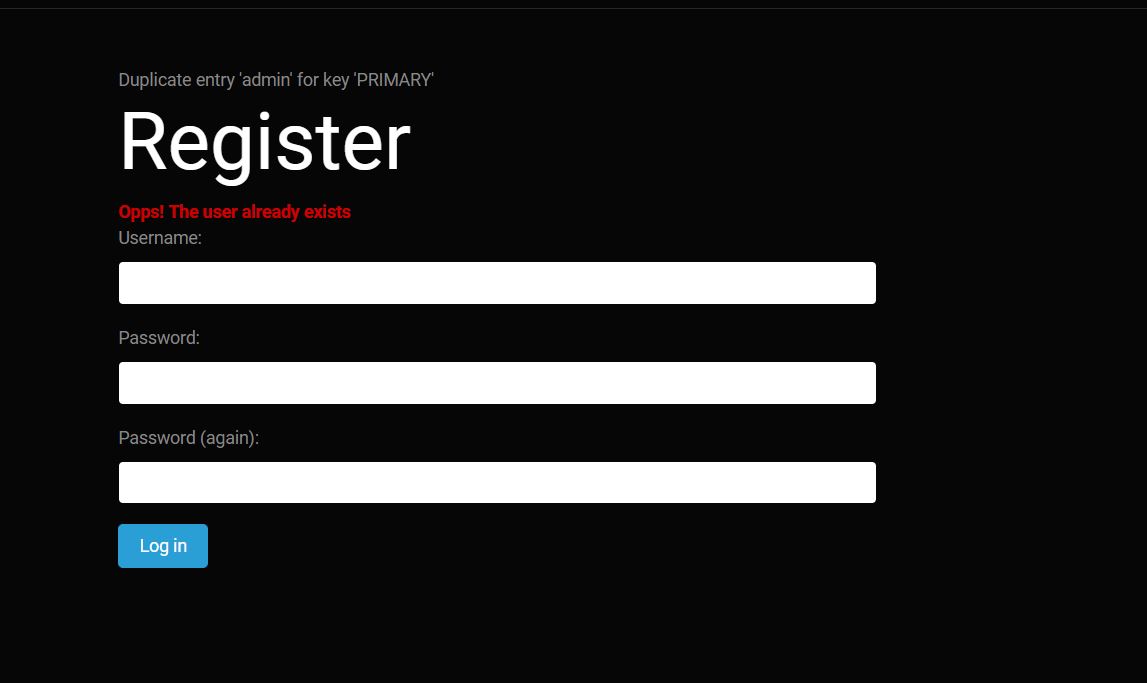 Duplicate entry 'admin' for key 'PRIMARY'
Register
Opps! The user already exists
Username:
Password:
Password (again):
Log in